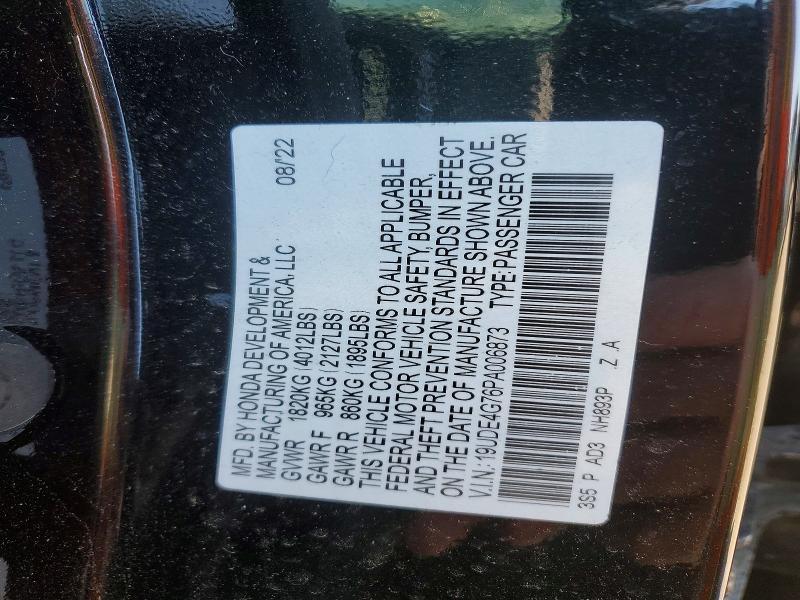 MFD. BY HONDA DEVELOPMENT &
MANUFACTURING OF AMERICA. LLC 08/'22
GVWR 1820KG(4012LBS)
GAWR F 965KG(2127LBS)
GAWR R 860KG(1895LBS)
THIS VEHICLE CONFORMS TO ALL APPLICABLE
FEDERAL MOTOR VEHICLE SAFETY, BUMPER,
AND THEFT PREVENTION STANDARDS IN EFFECT
ON THE DATE OF MANUFACTURE SHOWN ABOVE.
V.I.N.:19UDE4G76PA006873 TYPE:PASSENGER CAR
3S5 P AD3 NH893P Z A